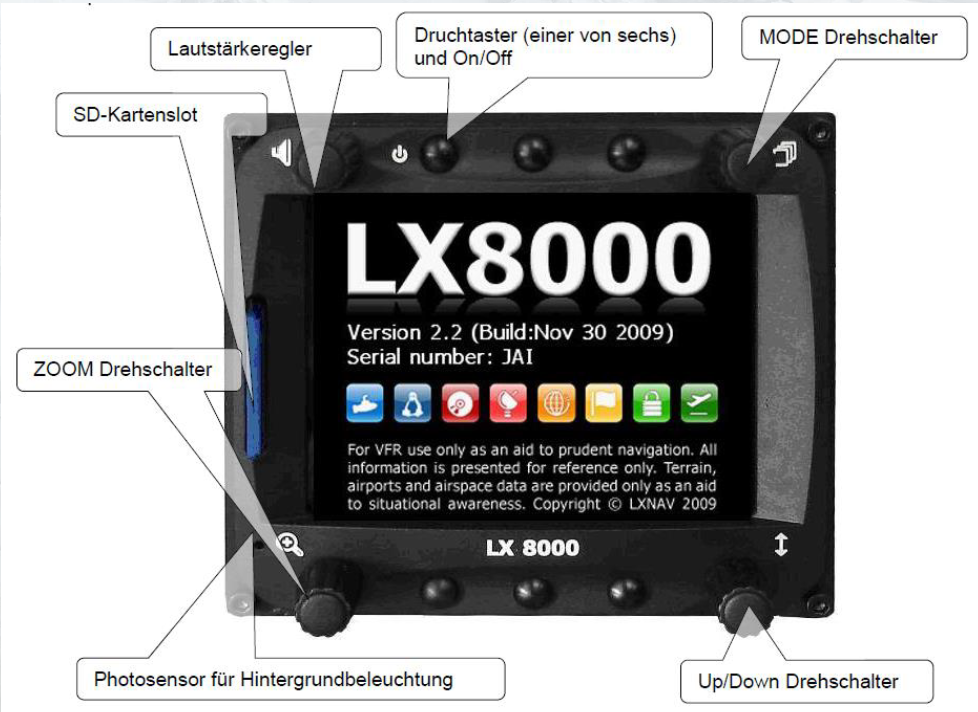 Lautstärkeregler
Druchtaster (einer von sechs)
und On/Off
MODE Drehschalter
SD-Kartenslot
LX8000
Version 2.2 (Build:Nov 30 2009)
Serial number: JAI
ZOOM Drehschalter
For VFR use only as an aid to prudent navigation. All
information is presented for reference only. Terrain,
airports and airspace data are provided only as an aid
to situational awareness. Copyright © LXNAV 2009
LX 8000
Photosensor für Hintergrundbeleuchtung
Up/Down Drehschalter